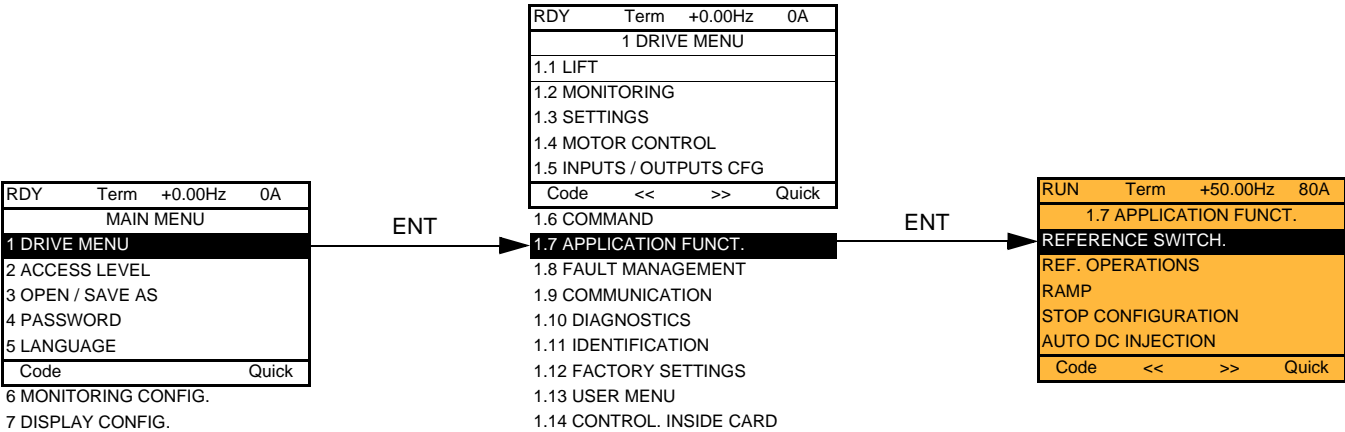 RDY Term +0.00Hz 0A
MAIN MENU
1 DRIVE MENU
2 ACCESS LEVEL
3 OPEN / SAVE AS
4 PASSWORD
5 LANGUAGE
Code Quick
6 MONITORING CONFIG.
7 DISPLAY CONFIG.
ENT
RDY Term +0.00Hz 0A
1 DRIVE MENU
1.1 LIFT
1.2 MONITORING
1.3 SETTINGS
1.4 MOTOR CONTROL
1.5 INPUTS / OUTPUTS CFG
Code << >> Quick
1.6 COMMAND
1.7 APPLICATION FUNCT.
1.8 FAULT MANAGEMENT
1.9 COMMUNICATION
1.10 DIAGNOSTICS
1.11 IDENTIFICATION
1.12 FACTORY SETTINGS
1.13 USER MENU
1.14 CONTROL. INSIDE CARD
ENT
RUN Term +50.00Hz 80A
1.7 APPLICATION FUNCT.
REFERENCE SWITCH.
REF. OPERATIONS
RAMP
STOP CONFIGURATION
AUTO DC INJECTION
Code << >> Quick